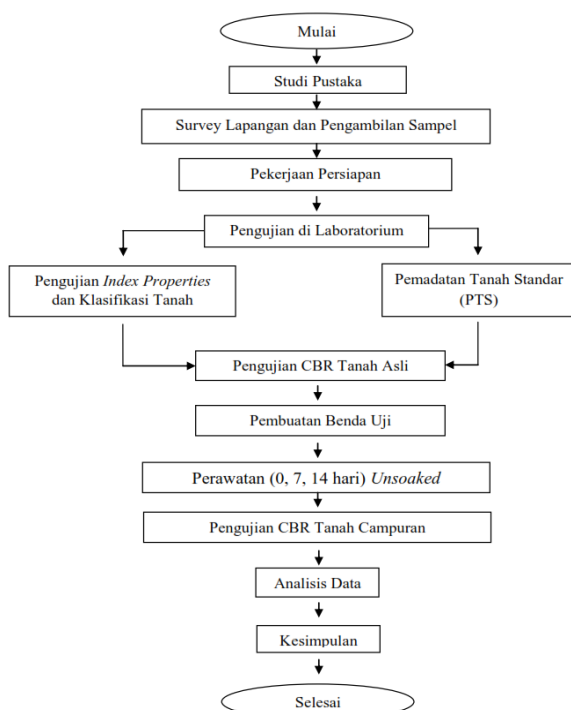 Mulai
Studi Pustaka
Survey Lapangan dan Pengambilan Sampel
Pekerjaan Persiapan
Pengujian di Laboratorium
Pengujian Index Properties
dan Klasifikasi Tanah
Pemadatan Tanah Standar
(PTS)
Pengujian CBR Tanah Asli
Pembuatan Benda Uji
Perawatan (0, 7, 14 hari) Unsoaked
Pengujian CBR Tanah Campuran
Analisis Data
Kesimpulan
Selesai